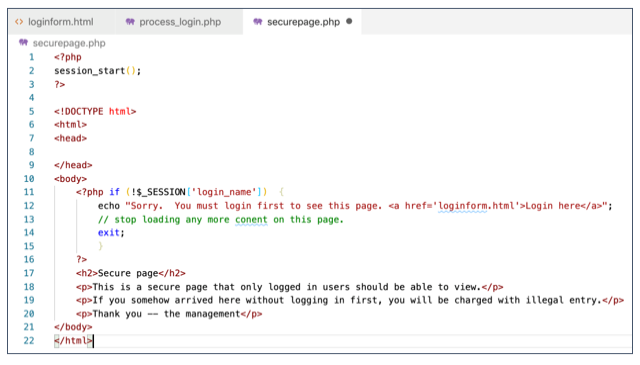 loginform.html process_login.php securepage.php
securepage.php
1 <?php
2 session_start();
3 ?>
4
5 <!DOCTYPE html>
6 <html>
7 <head>
8
9 </head>
10 <body>
11 <?php if (!$_SESSION['login_name']) {
12 echo "Sorry. You must login first to see this page. <a href='loginform.html'>Login here</a>";
13 // stop loading any more conent on this page.
14 exit;
15 }
16 ?>
17 <h2>Secure page</h2>
18 <p>This is a secure page that only logged in users should be able to view.</p>
19 <p>If you somehow arrived here without logging in first, you will be charged with illegal entry.</p>
20 <p>Thank you -- the management</p>
21 </body>
22 </html>